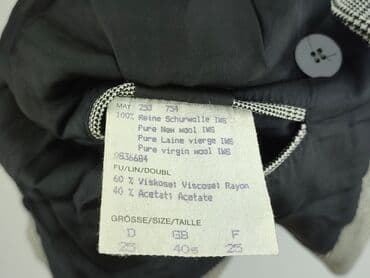 MAT 253 754
100% Reine Schurwolle IWS
Pure New wool IWS
Pure Laine vierge IWS
Pure virgin wool IWS
9836684
FU/LIN/DOUBL
60 % Viskose: Viscose: Rayon
40 % Acetat: Acetate
GRÖSSE/SIZE/TAILLE
D GB F
25 40s 25